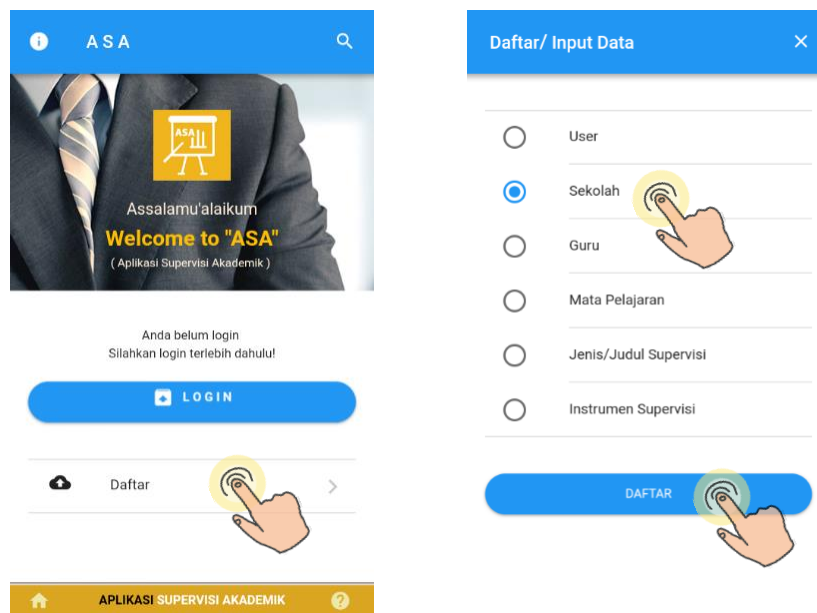 ASA
ASA
Assalamu'alaikum
Welcome to "ASA"
( Aplikasi Supervisi Akademik )
Anda belum login
Silahkan login terlebih dahulu!
LOGIN
Daftar
APLIKASI SUPERVISI AKADEMIK
Daftar/ Input Data
User
Sekolah
Guru
Mata Pelajaran
Jenis/Judul Supervisi
Instrumen Supervisi
DAFTAR